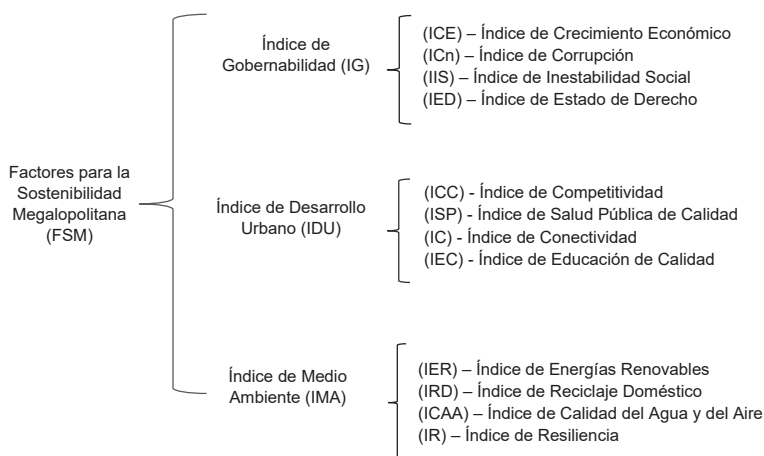 Factores para la
Sostenibilidad
Megalopolitana
(FSM)
Índice de
Gobernabilidad (IG)
(ICE) – Índice de Crecimiento Económico
(ICn) – Índice de Corrupción
(IIS) – Índice de Inestabilidad Social
(IED) – Índice de Estado de Derecho
Índice de Desarrollo
Urbano (IDU)
(ICC) - Índice de Competitividad
(ISP) - Índice de Salud Pública de Calidad
(IC) - Índice de Conectividad
(IEC) - Índice de Educación de Calidad
Índice de Medio
Ambiente (IMA)
(IER) – Índice de Energías Renovables
(IRD) – Índice de Reciclaje Doméstico
(ICAA) – Índice de Calidad del Agua y del Aire
(IR) – Índice de Resiliencia